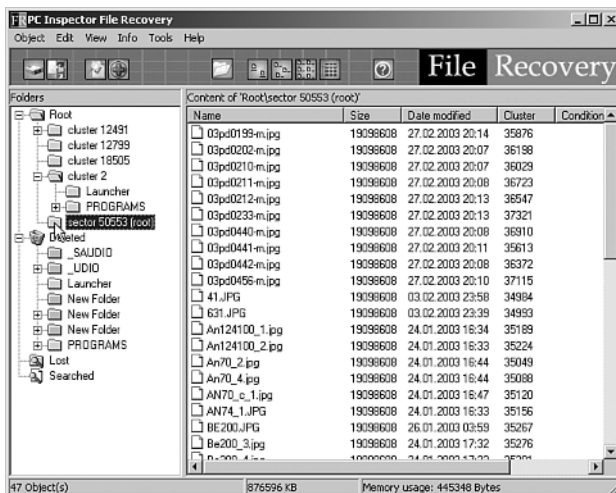 PC Inspector File Recovery
Object Edit View Info Tools Help
File Recovery
Folders
Content of 'Root\sector 50553 (root)'
Root
cluster 12491
cluster 12799
cluster 18505
cluster 2
Launcher
PROGRAMS
sector 50553 (root)
Deleted
_SAUDIO
_UDIO
Launcher
New Folder
New Folder
New Folder
PROGRAMS
Lost
Searched
Name Size Date modified Cluster Condition
03pd0199-m.jpg 19098608 27.02.2003 20:14 35876
03pd0202-m.jpg 19098608 27.02.2003 20:07 36198
03pd0210-m.jpg 19098608 27.02.2003 20:07 36029
03pd0211-m.jpg 19098608 27.02.2003 20:08 36723
03pd0212-m.jpg 19098608 27.02.2003 20:13 36547
03pd0233-m.jpg 19098608 27.02.2003 20:13 37321
03pd0440-m.jpg 19098608 27.02.2003 20:08 36910
03pd0441-m.jpg 19098608 27.02.2003 20:11 35613
03pd0442-m.jpg 19098608 27.02.2003 20:08 36372
03pd0456-m.jpg 19098608 27.02.2003 20:10 37115
41.JPG 19098608 03.02.2003 23:58 34984
631.JPG 19098608 03.02.2003 23:39 34993
An124100_1.jpg 19098608 24.01.2003 16:34 35189
An124100_2.jpg 19098608 24.01.2003 16:33 35224
An70_2.jpg 19098608 24.01.2003 16:44 35049
An70_4.jpg 19098608 24.01.2003 16:44 35088
AN70_c_1.jpg 19098608 24.01.2003 16:47 35120
AN74_1.JPG 19098608 24.01.2003 16:33 35156
BE200.JPG 19098608 26.01.2003 03:59 35267
Be200_3.jpg 19098608 24.01.2003 17:32 35276
47 Object(s) 876596 KB Memory usage: 445348 Bytes